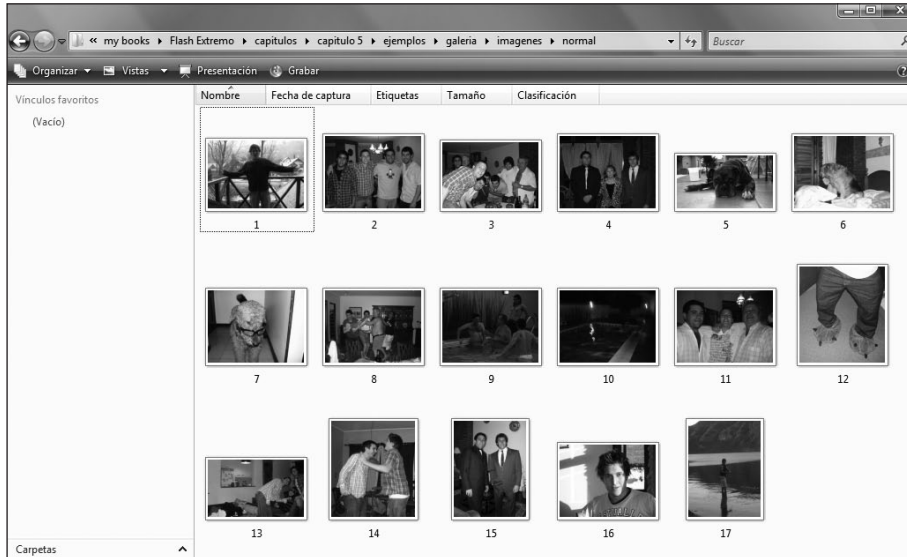 « my books ▸ Flash Extremo ▸ capitulos ▸ capitulo 5 ▸ ejemplos ▸ galeria ▸ imagenes ▸ normal
Buscar
Organizar Vistas Presentación Grabar
Vínculos favoritos
(Vacío)
Nombre Fecha de captura Etiquetas Tamaño Clasificación
1 2 3 4 5 6
7 8 9 10 11 12
13 14 15 16 17
Carpetas